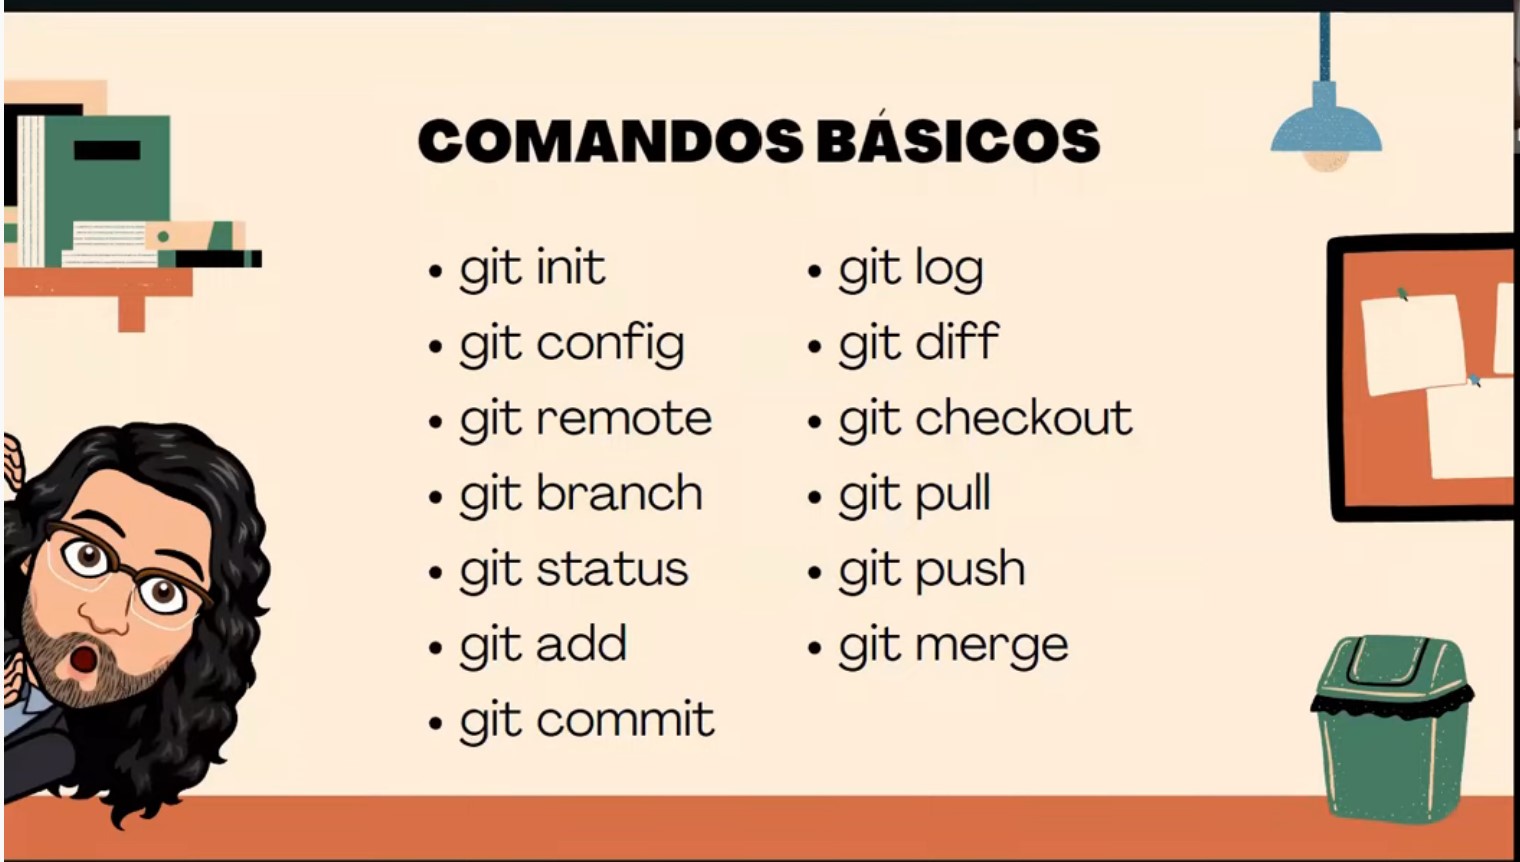 COMANDOS BÁSICOS
• git init
• git config
• git remote
• git branch
• git status
• git add
• git commit
• git log
• git diff
• git checkout
• git pull
• git push
• git merge